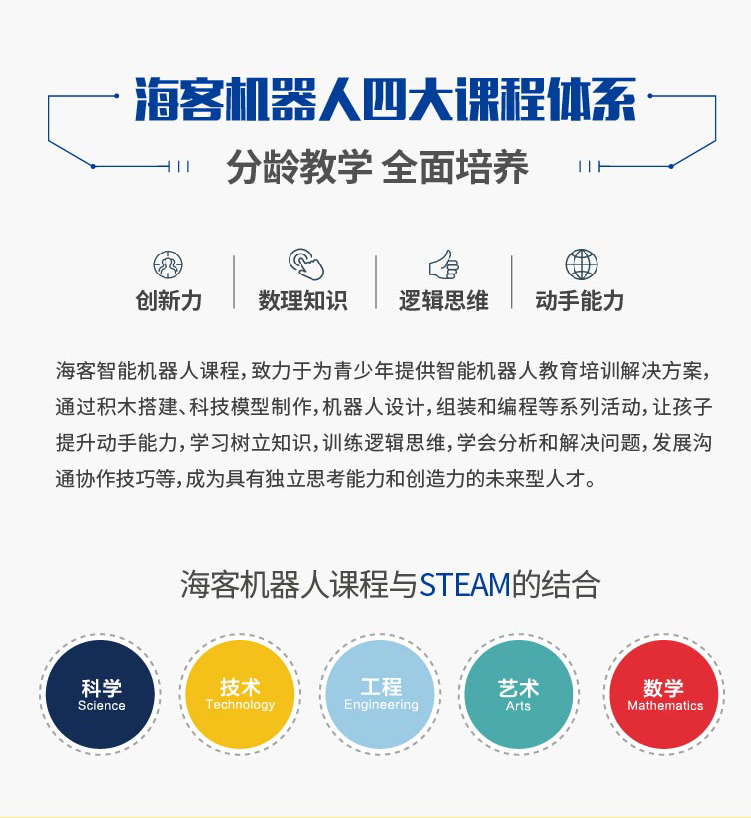 海客机器人四大课程体系
分龄教学 全面培养
创新力 数理知识 逻辑思维 动手能力
海客智能机器人课程，致力于为青少年提供智能机器人教育培训解决方案，
通过积木搭建、科技模型制作，机器人设计，组装和编程等系列活动，让孩子
提升动手能力，学习树立知识，训练逻辑思维，学会分析和解决问题，发展沟
通协作技巧等，成为具有独立思考能力和创造力的未来型人才。
海客机器人课程与STEAM的结合
科学 技术 工程 艺术 数学
Science Technology Engineering Arts Mathematics